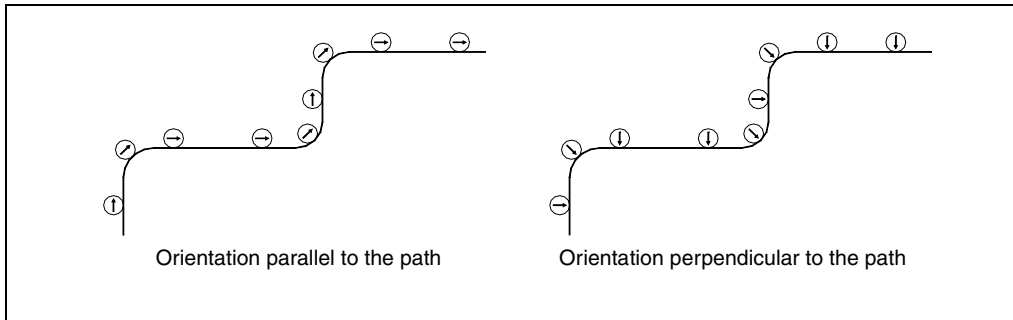 Orientation parallel to the path
Orientation perpendicular to the path